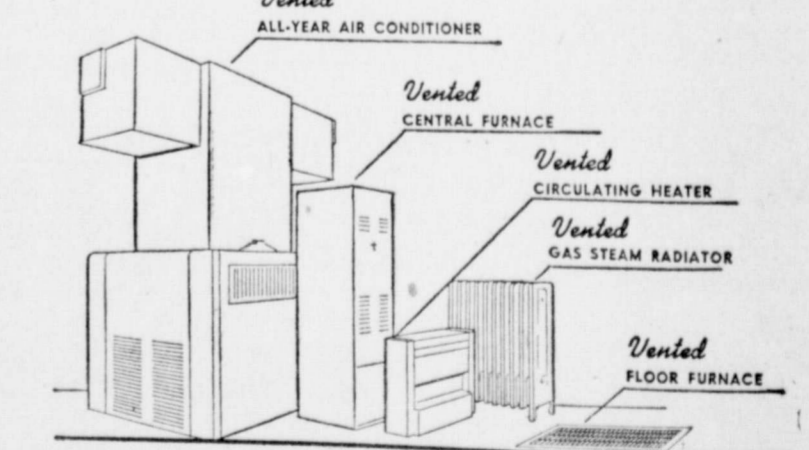 Vented
ALL-YEAR AIR CONDITIONER
Vented
CENTRAL FURNACE
Vented
CIRCULATING HEATER
Vented
GAS STEAM RADIATOR
Vented
FLOOR FURNACE